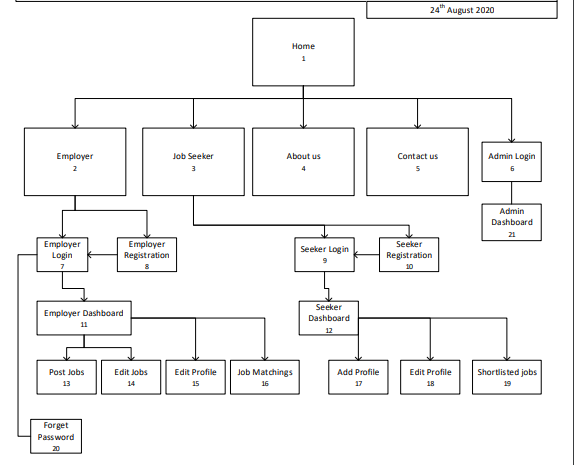 24th August 2020
Home
1
Employer
2
Job Seeker
3
About us
4
Contact us
5
Admin Login
6
Admin
Dashboard
21
Employer
Login
7
Employer
Registration
8
Seeker Login
9
Seeker
Registration
10
Employer Dashboard
11
Seeker
Dashboard
12
Post Jobs
13
Edit Jobs
14
Edit Profile
15
Job Matchings
16
Add Profile
17
Edit Profile
18
Shortlisted jobs
19
Forget
Password
20